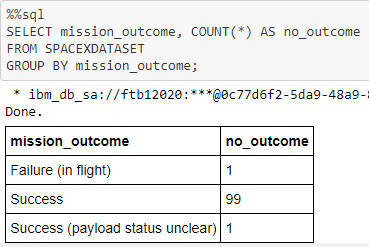 %%sql
SELECT mission_outcome, COUNT(*) AS no_outcome
FROM SPACEXDATASET
GROUP BY mission_outcome;
* ibm_db_sa://ftb12020:***@0c77d6f2-5da9-48a9-
Done.
mission_outcome no_outcome
Failure (in flight) 1
Success 99
Success (payload status unclear) 1